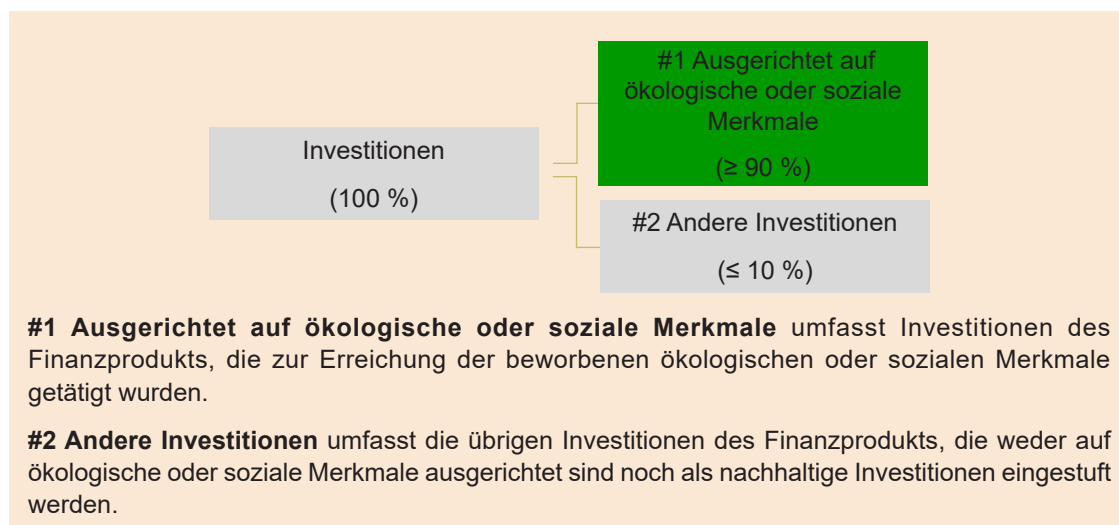 #1 Ausgerichtet auf
ökologische oder soziale
Merkmale
(≥ 90 %)
Investitionen
(100 %)
#2 Andere Investitionen
(≤ 10 %)
#1 Ausgerichtet auf ökologische oder soziale Merkmale umfasst Investitionen des
Finanzprodukts, die zur Erreichung der beworbenen ökologischen oder sozialen Merkmale
getätigt wurden.
#2 Andere Investitionen umfasst die übrigen Investitionen des Finanzprodukts, die weder auf
ökologische oder soziale Merkmale ausgerichtet sind noch als nachhaltige Investitionen eingestuft
werden.